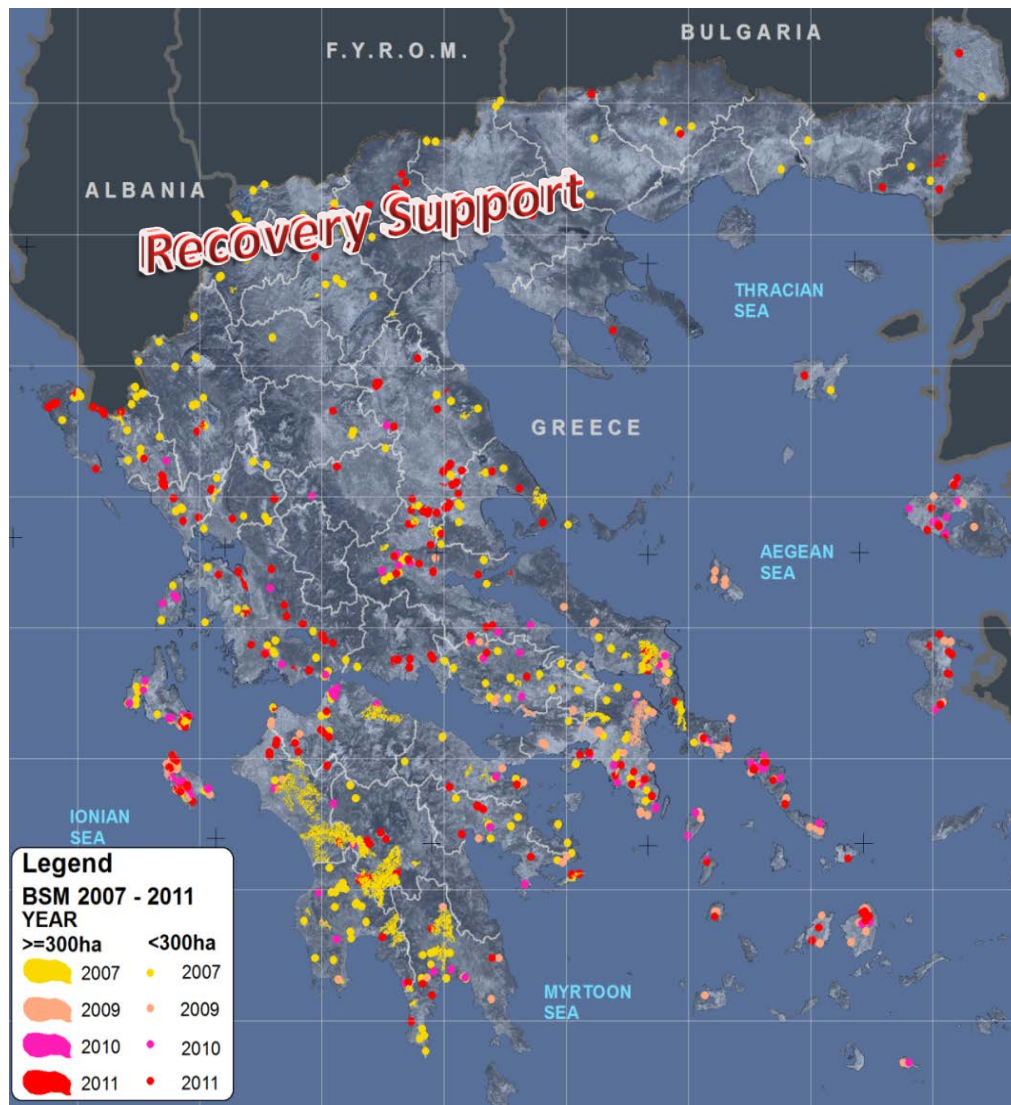 BULGARIA
F.Y.R.O.M.
ALBANIA
Recovery Support
THRACIAN
SEA
GREECE
AEGEAN
SEA
IONIAN
SEA
MYRTOON
SEA
Legend
BSM 2007 - 2011
YEAR
>=300ha <300ha
2007 2007
2009 2009
2010 2010
2011 2011